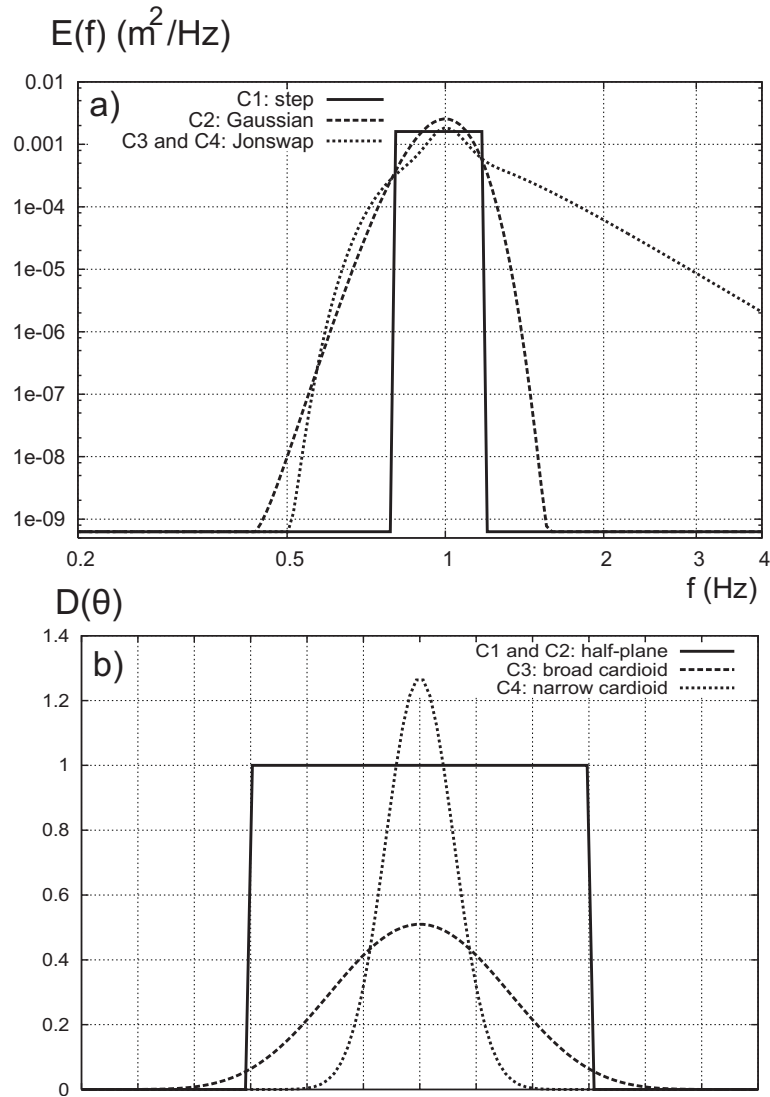 E(f) (m²/Hz)
a)
C1: step
C2: Gaussian
C3 and C4: Jonswap
0.01
0.001
1e-04
1e-05
1e-06
1e-07
1e-08
1e-09
0.2
0.5
1
2
3
4
f (Hz)
D(θ)
b)
C1 and C2: half-plane
C3: broad cardioid
C4: narrow cardioid
1.4
1.2
1
0.8
0.6
0.4
0.2
0